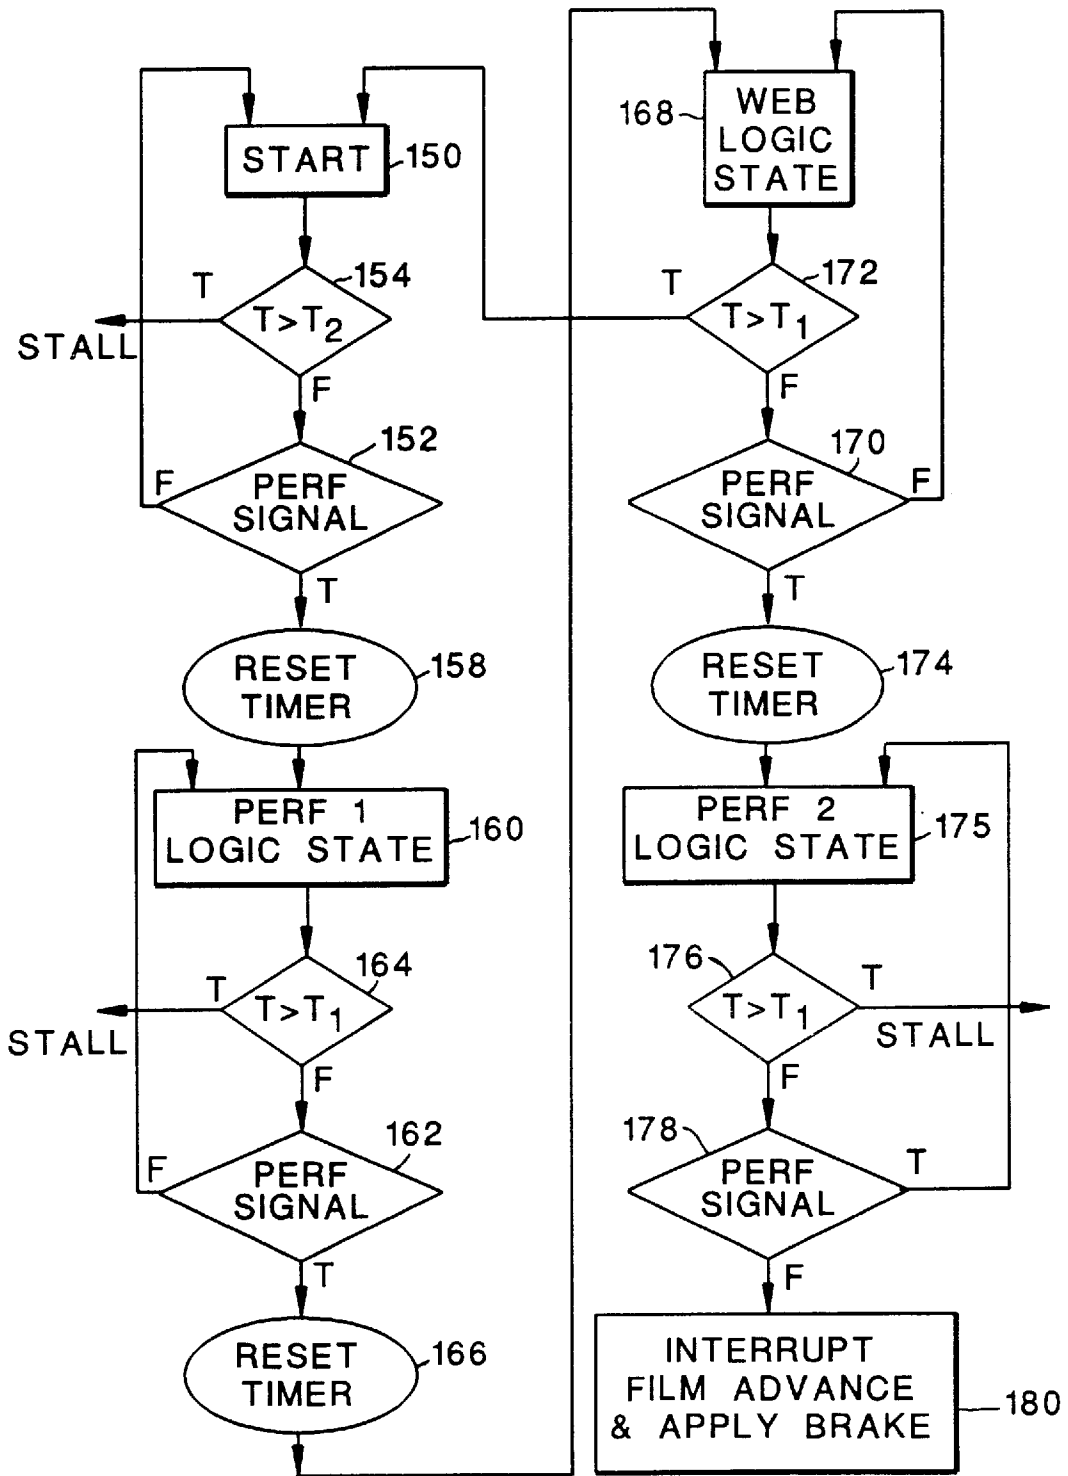 START
150
154
T
T>T2
STALL
F
152
F
PERF
SIGNAL
T
RESET
TIMER
158
PERF 1
LOGIC STATE
160
164
T
T>T1
STALL
F
162
F
PERF
SIGNAL
T
RESET
TIMER
166
168
WEB
LOGIC
STATE
172
T
T>T1
F
170
F
PERF
SIGNAL
T
RESET
TIMER
174
PERF 2
LOGIC STATE
175
176
T
T>T1
STALL
F
178
T
PERF
SIGNAL
F
INTERRUPT
FILM ADVANCE
& APPLY BRAKE
180